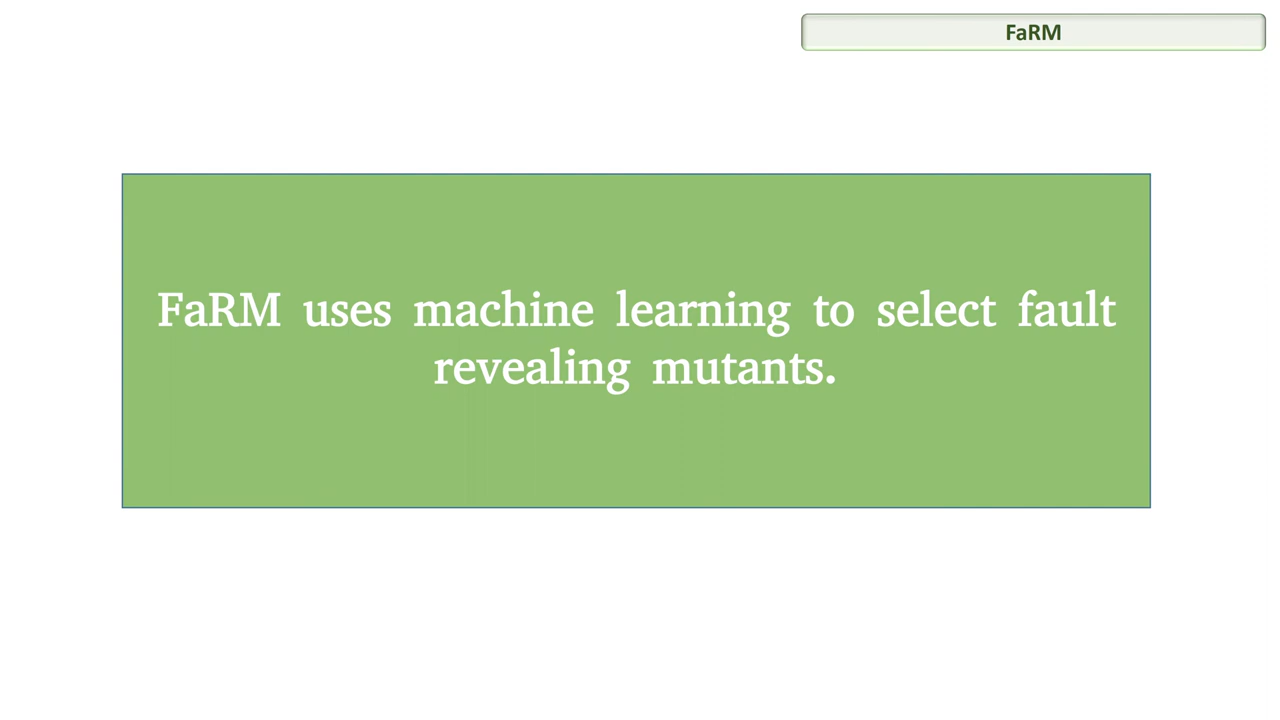 FaRM
FaRM uses machine learning to select fault
revealing mutants.